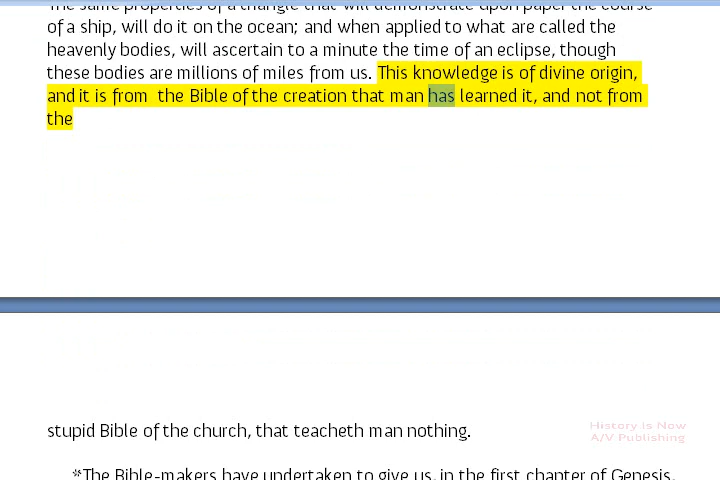 The same properties of a triangle that will demonstrate upon paper the course
of a ship, will do it on the ocean; and when applied to what are called the
heavenly bodies, will ascertain to a minute the time of an eclipse, though
these bodies are millions of miles from us. This knowledge is of divine origin,
and it is from the Bible of the creation that man has learned it, and not from
the
stupid Bible of the church, that teacheth man nothing.
History is Now
A/V Publishing
*The Bible-makers have undertaken to give us, in the first chapter of Genesis,